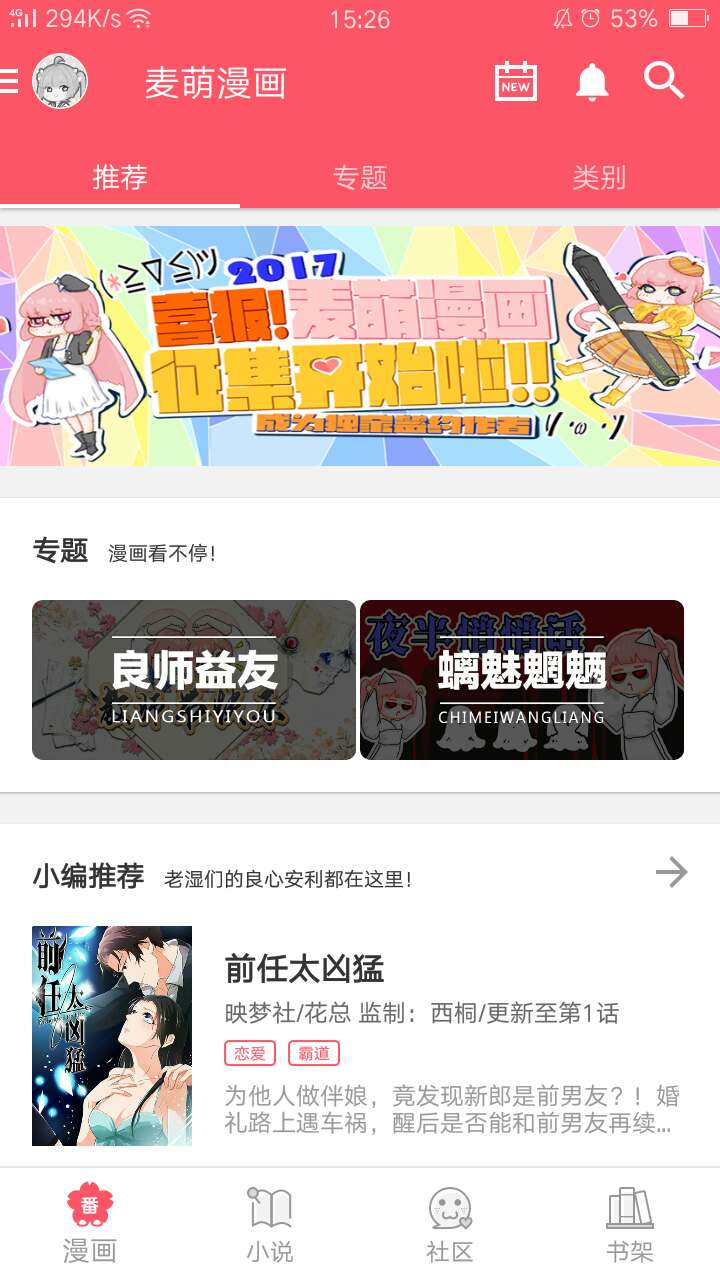 4G 294K/s 15:26 53%
麦萌漫画
NEW
推荐 专题 类别
(*≥▽≤)ツ 2017
喜报!麦萌漫画
征集开始啦!!
成为独家签约作者
专题 漫画看不停!
良师益友
LIANGSHIYIYOU
夜半悄悄话
魑魅魍魉
CHIMEIWANGLIANG
小编推荐 老湿们的良心安利都在这里!
前任太凶猛
前任太凶猛
映梦社/花总 监制：西桐/更新至第1话
恋爱 霸道
为他人做伴娘，竟发现新郎是前男友？！婚
礼路上遇车祸，醒后是否能和前男友再续...
番
漫画 小说 社区 书架